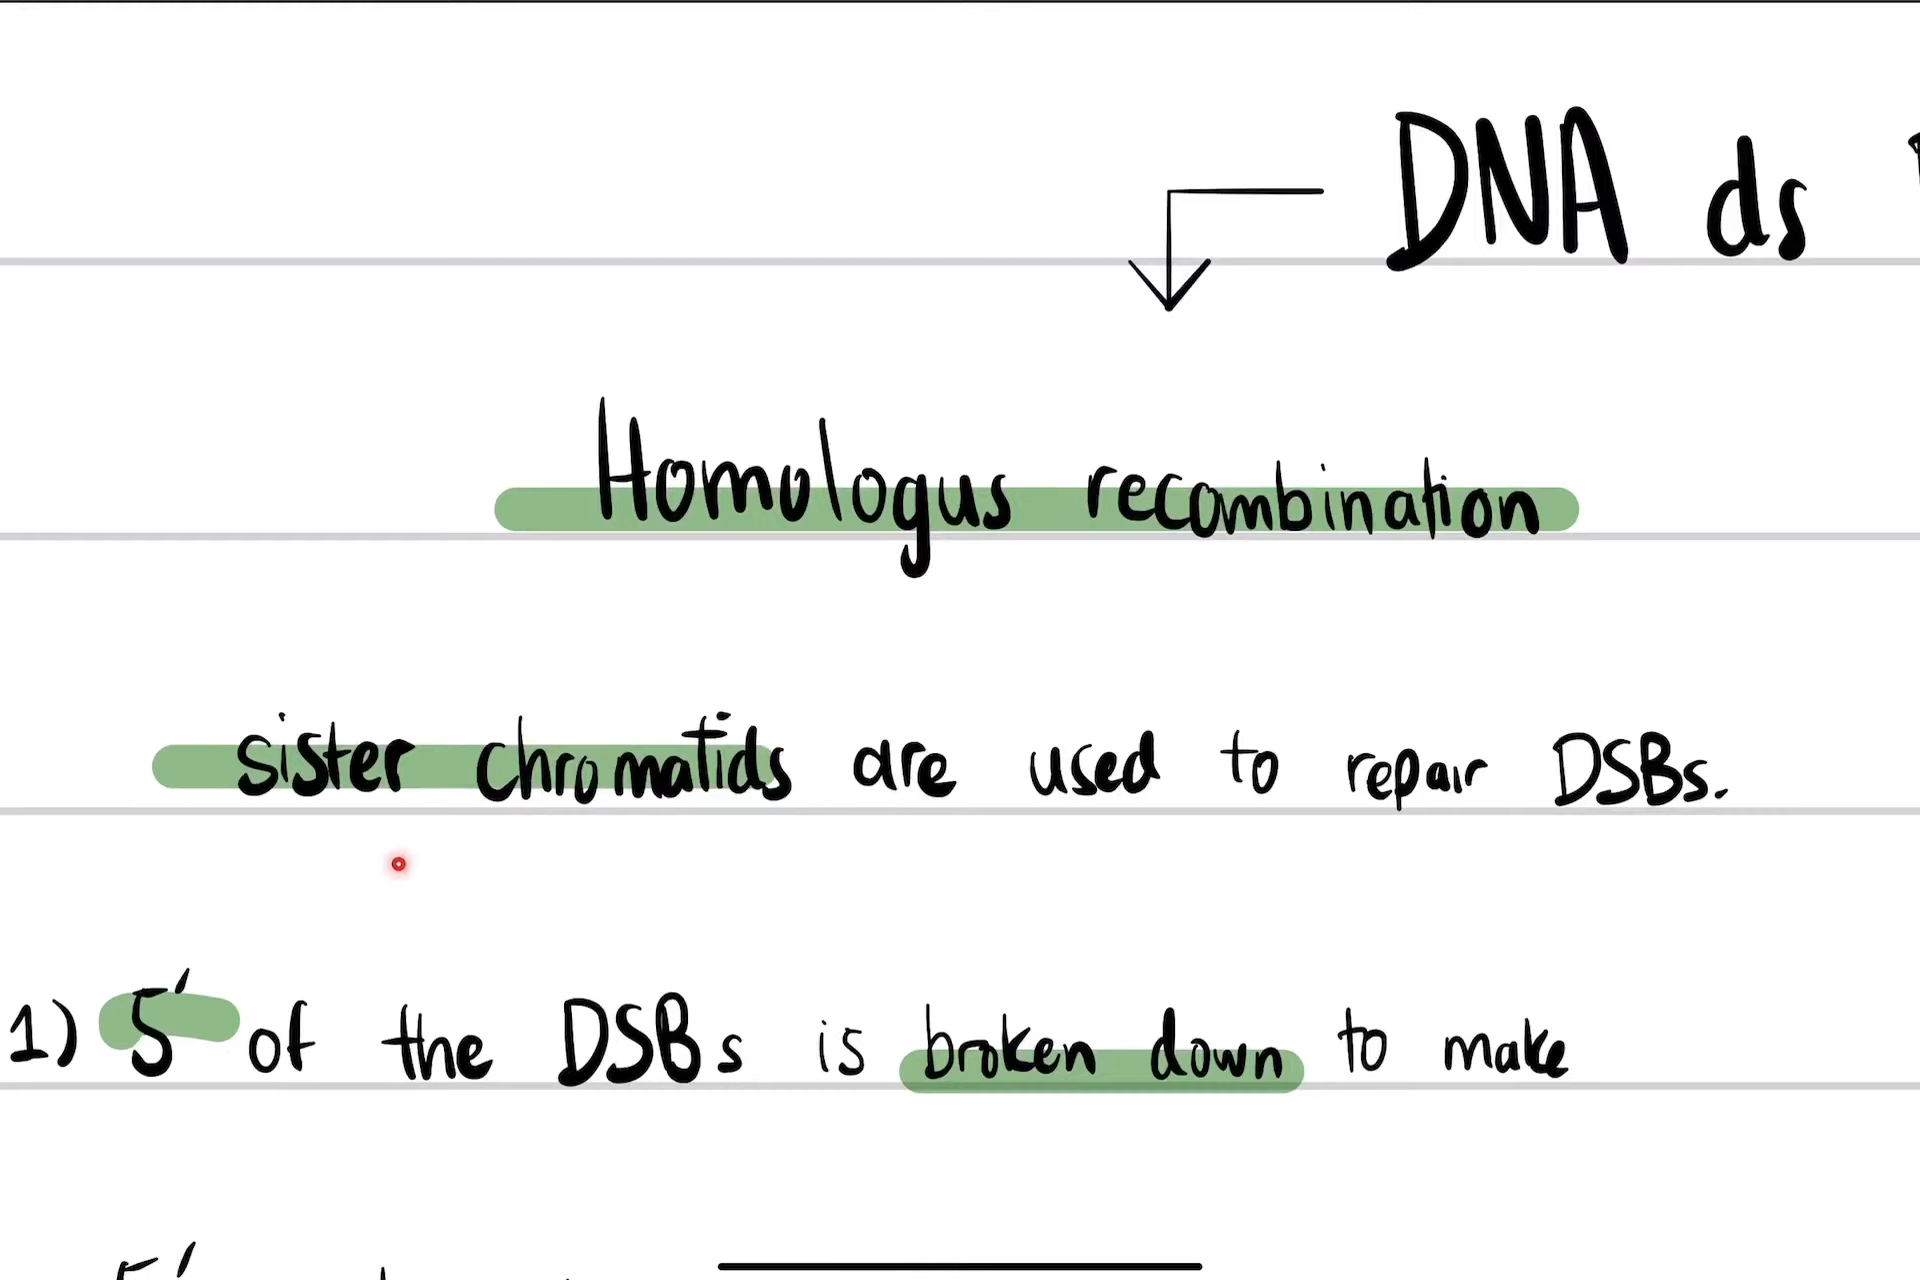 DNA ds
Homologus recombination
sister chromatids are used to repair DSBs.
1) 5' of the DSBs is broken down to make
5'